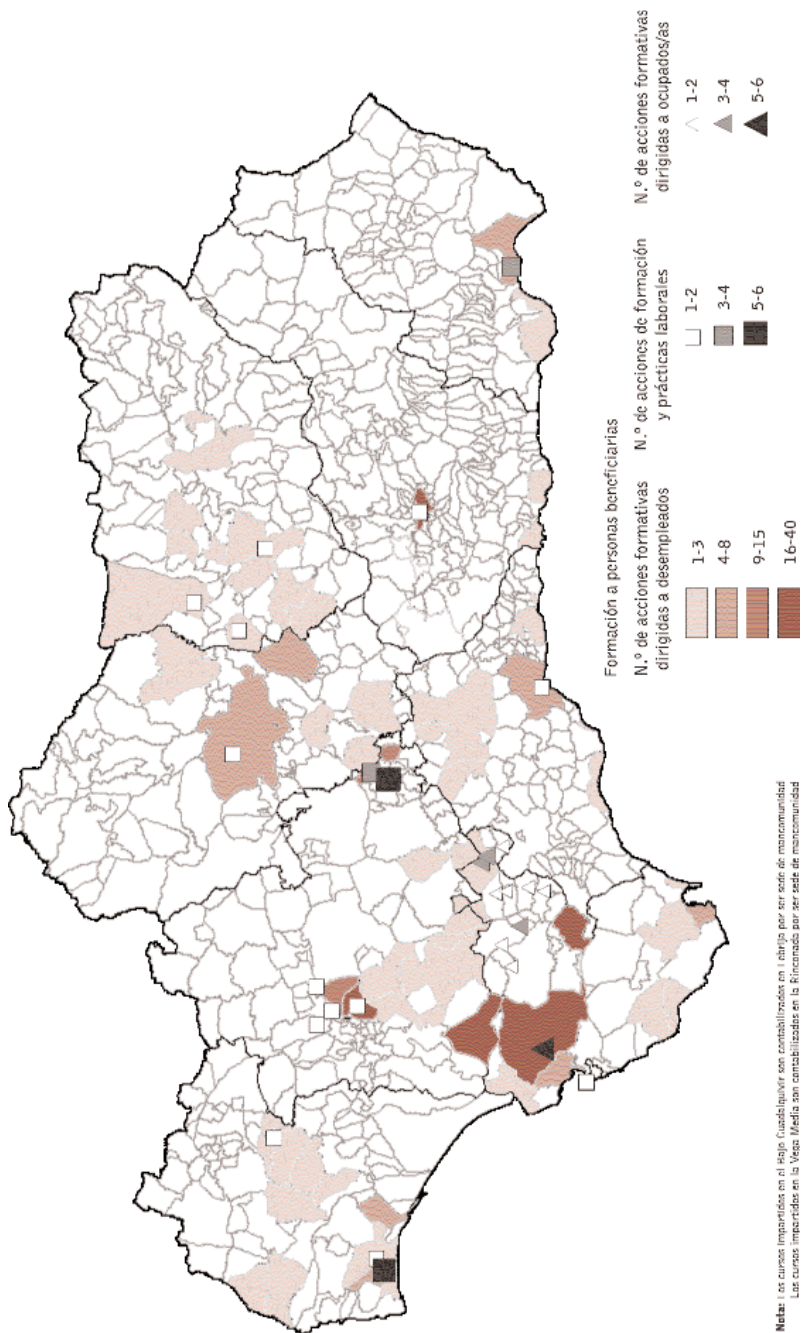 Formación a personas beneficiarias
N.º de acciones formativas
dirigidas a desempleados
1-3
4-8
9-15
16-40
N.º de acciones de formación
y prácticas laborales
1-2
3-4
5-6
N.º de acciones formativas
dirigidas a ocupados/as
1-2
3-4
5-6
Nota: Los cursos impartidos en el Bajo Guadalquivir son contabilizados en Lebrija por ser sede de mancomunidad
Los cursos impartidos en la Vega Media son contabilizados en la Rinconada por ser sede de mancomunidad